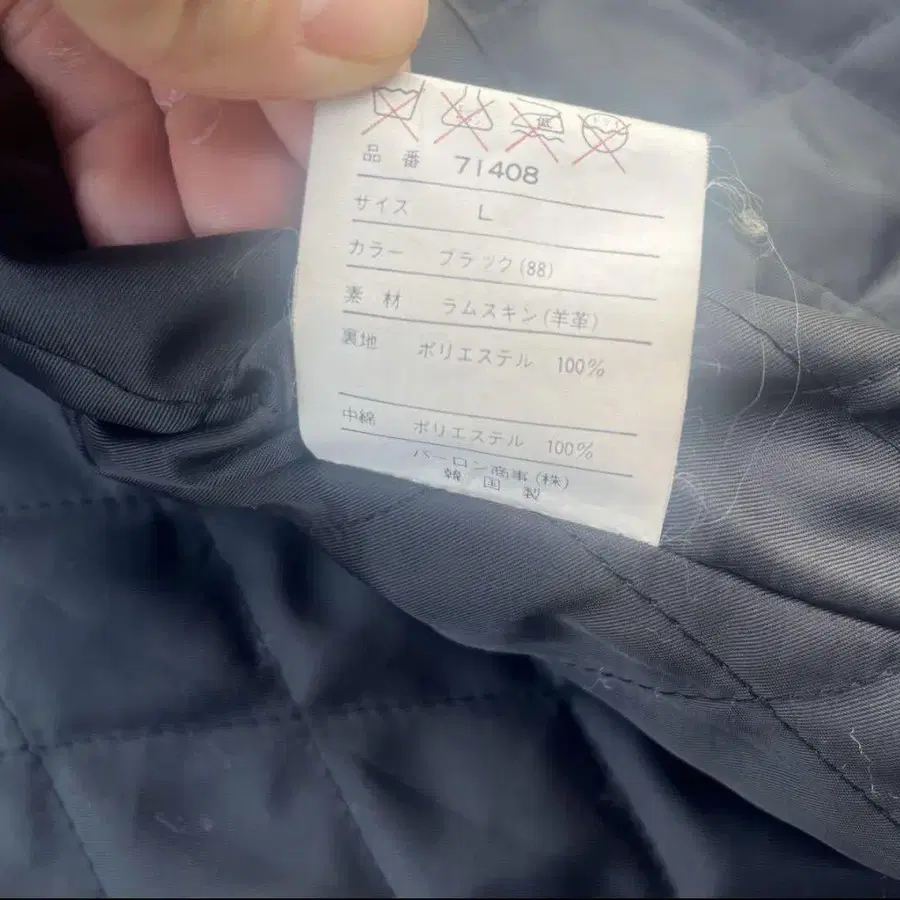 低
品番 71408
サイズ L
カラー ブラック(88)
素材 ラムスキン(羊革)
裏地 ポリエステル 100%
中綿 ポリエステル 100%
バーロン商事(株)
韓国製